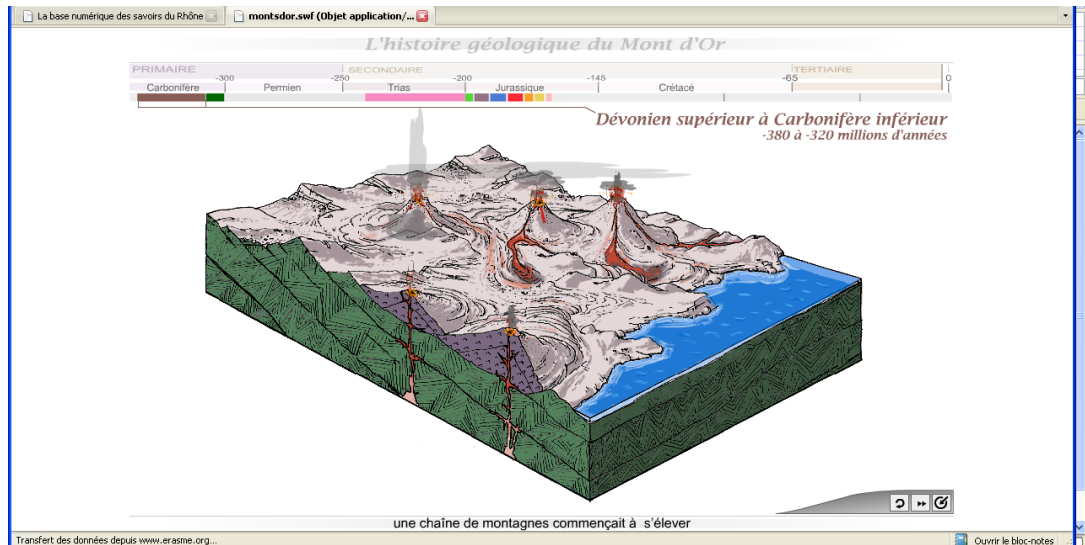 La base numérique des savoirs du Rhône
montsdor.swf (Objet application/...
L'histoire géologique du Mont d'Or
PRIMAIRE SECONDAIRE TERTIAIRE
-300 -250 -200 -145 -65 0
Carbonifère Permien Trias Jurassique Crétacé
Dévonien supérieur à Carbonifère inférieur
-380 à -320 millions d'années
une chaîne de montagnes commençait à s'élever
Transfert des données depuis www.erasme.org... Ouvrir le bloc-notes